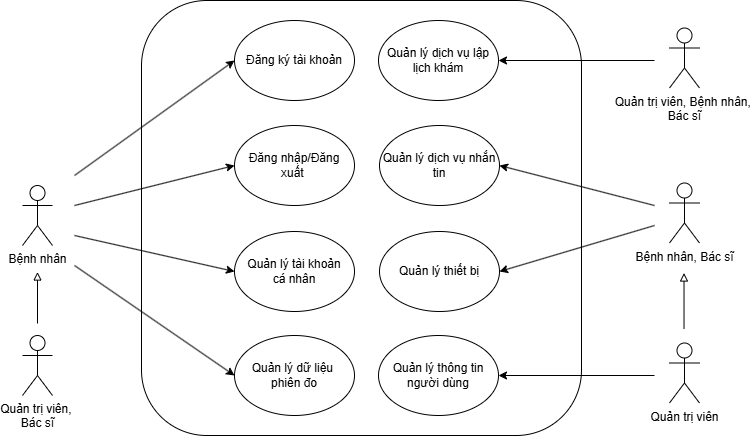 Đăng ký tài khoản
Quản lý dịch vụ lập
lịch khám
Quản trị viên, Bệnh nhân,
Bác sĩ
Đăng nhập/Đăng
xuất
Quản lý dịch vụ nhắn
tin
Bệnh nhân
Bệnh nhân, Bác sĩ
Quản lý tài khoản
cá nhân
Quản lý thiết bị
Quản lý dữ liệu
phiên đo
Quản lý thông tin
người dùng
Quản trị viên,
Bác sĩ
Quản trị viên